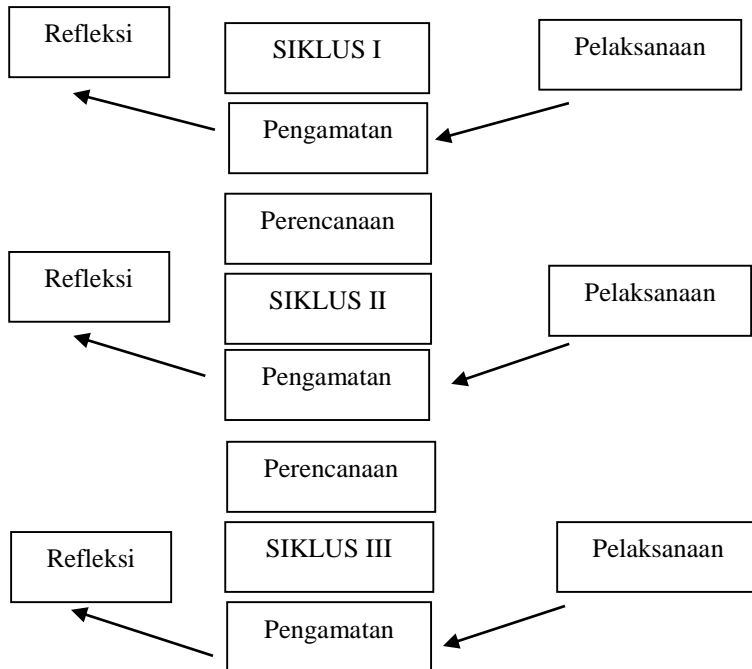 Refleksi
SIKLUS I
Pelaksanaan
Pengamatan
Perencanaan
Refleksi
SIKLUS II
Pelaksanaan
Pengamatan
Perencanaan
Refleksi
SIKLUS III
Pelaksanaan
Pengamatan